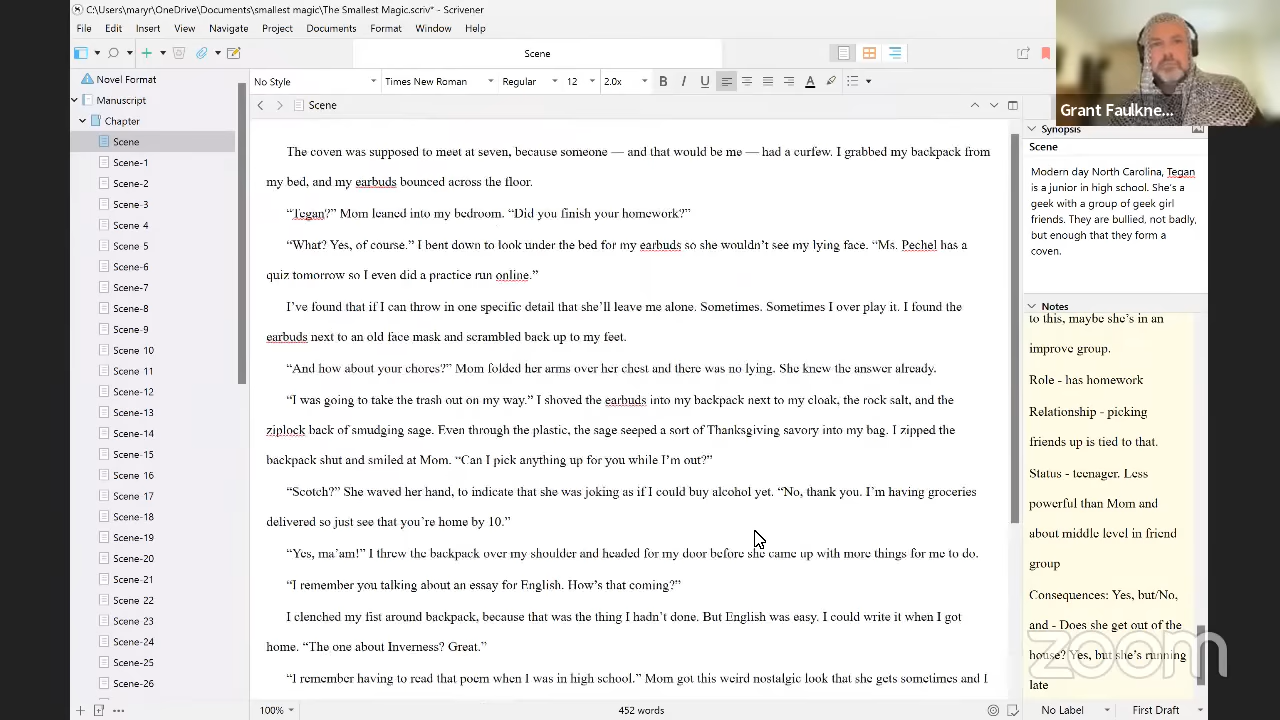 C:\Users\maryr\OneDrive\Documents\smallest magic\The Smallest Magic.scriv* - Scrivener
File Edit Insert View Navigate Project Documents Format Window Help
Scene
No Style Times New Roman Regular 12 2.0x B I U A
Novel Format
Manuscript
Chapter
Scene
Scene-1
Scene-2
Scene-3
Scene 4
Scene 5
Scene-6
Scene-7
Scene-8
Scene-9
Scene 10
Scene 11
Scene-12
Scene-13
Scene-14
Scene-15
Scene 16
Scene 17
Scene-18
Scene-19
Scene-20
Scene-21
Scene 22
Scene 23
Scene-24
Scene-25
Scene-26
Scene
The coven was supposed to meet at seven, because someone — and that would be me — had a curfew. I grabbed my backpack from
my bed, and my earbuds bounced across the floor.
“Tegan?” Mom leaned into my bedroom. “Did you finish your homework?”
“What? Yes, of course.” I bent down to look under the bed for my earbuds so she wouldn’t see my lying face. “Ms. Pechel has a
quiz tomorrow so I even did a practice run online.”
I’ve found that if I can throw in one specific detail that she’ll leave me alone. Sometimes. Sometimes I over play it. I found the
earbuds next to an old face mask and scrambled back up to my feet.
“And how about your chores?” Mom folded her arms over her chest and there was no lying. She knew the answer already.
“I was going to take the trash out on my way.” I shoved the earbuds into my backpack next to my cloak, the rock salt, and the
ziplock back of smudging sage. Even through the plastic, the sage seeped a sort of Thanksgiving savory into my bag. I zipped the
backpack shut and smiled at Mom. “Can I pick anything up for you while I’m out?”
“Scotch?” She waved her hand, to indicate that she was joking as if I could buy alcohol yet. “No, thank you. I’m having groceries
delivered so just see that you’re home by 10.”
“Yes, ma’am!” I threw the backpack over my shoulder and headed for my door before she came up with more things for me to do.
“I remember you talking about an essay for English. How’s that coming?”
I clenched my fist around backpack, because that was the thing I hadn’t done. But English was easy. I could write it when I got
home. “The one about Inverness? Great.”
“I remember having to read that poem when I was in high school.” Mom got this weird nostalgic look that she gets sometimes and I
100% 452 words
Grant Faulkne...
Synopsis
Scene
Modern day North Carolina, Tegan
is a junior in high school. She's a
geek with a group of geek girl
friends. They are bullied, not badly,
but enough that they form a
coven.
Notes
to this, maybe she’s in an
improve group.
Role - has homework
Relationship - picking
friends up is tied to that.
Status - teenager. Less
powerful than Mom and
about middle level in friend
group
Consequences: Yes, but/No,
and - Does she get out of the
house? Yes, but she’s running
late
zoom
No Label First Draft